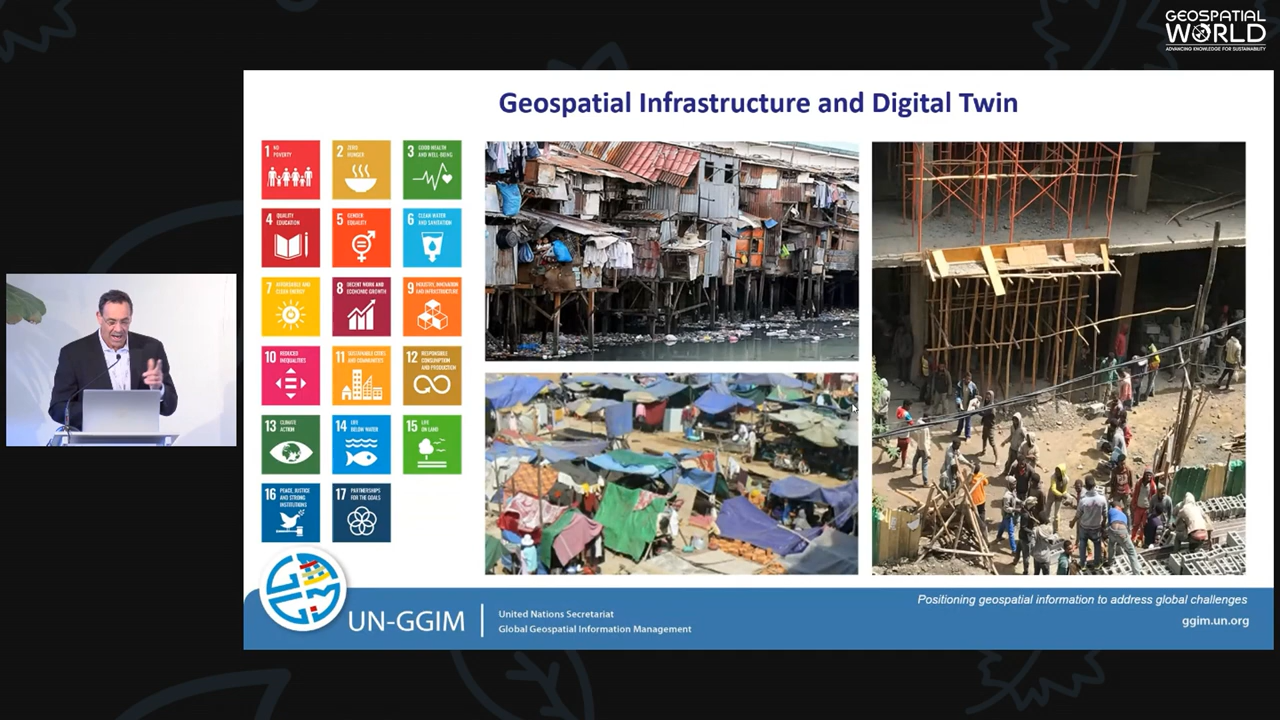 GEOSPATIAL
WORLD
ADVANCING KNOWLEDGE FOR SUSTAINABILITY
Geospatial Infrastructure and Digital Twin
1 NO
POVERTY
2 ZERO
HUNGER
3 GOOD HEALTH
AND WELL-BEING
4 QUALITY
EDUCATION
5 GENDER
EQUALITY
6 CLEAN WATER
AND SANITATION
7 AFFORDABLE AND
CLEAN ENERGY
8 DECENT WORK AND
ECONOMIC GROWTH
9 INDUSTRY, INNOVATION
AND INFRASTRUCTURE
10 REDUCED
INEQUALITIES
11 SUSTAINABLE CITIES
AND COMMUNITIES
12 RESPONSIBLE
CONSUMPTION
AND PRODUCTION
13 CLIMATE
ACTION
14 LIFE
BELOW WATER
15 LIFE
ON LAND
16 PEACE, JUSTICE
AND STRONG
INSTITUTIONS
17 PARTNERSHIPS
FOR THE GOALS
UN-GGIM
United Nations Secretariat
Global Geospatial Information Management
Positioning geospatial information to address global challenges
ggim.un.org